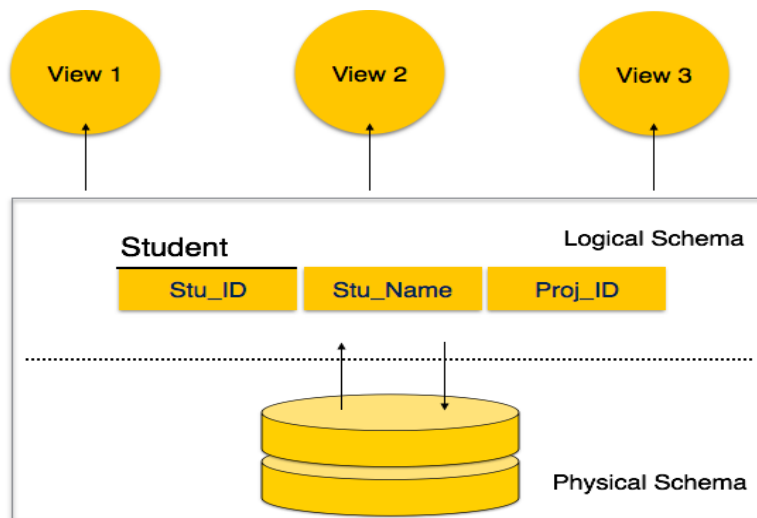 View 1
View 2
View 3
Logical Schema
Student
Stu_ID
Stu_Name
Proj_ID
Physical Schema